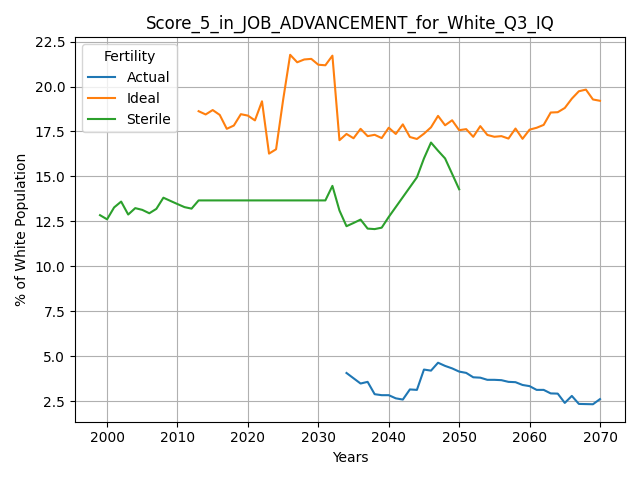 Score_5_in_JOB_ADVANCEMENT_for_White_Q3_IQ
Fertility
Actual
Ideal
Sterile
% of White Population
22.5
20.0
17.5
15.0
12.5
10.0
7.5
5.0
2.5
2000 2010 2020 2030 2040 2050 2060 2070
Years